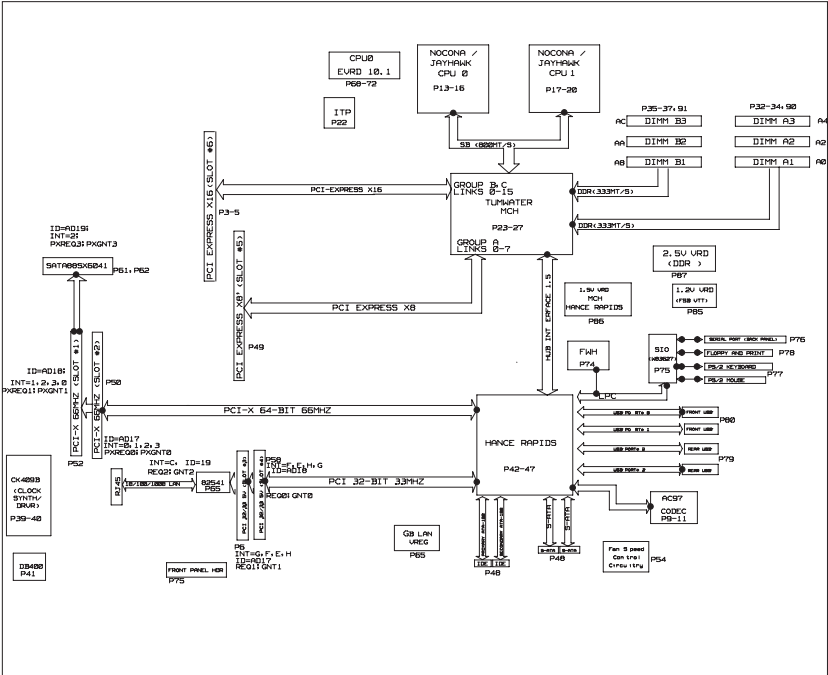 CPU0
EVRD 10.1
P68-72
ITP
P22
NOCONA /
JAYHAWK
CPU 0
P13-16
NOCONA /
JAYHAWK
CPU 1
P17-20
SB (800MT/S)
P35-37,91
AC DIMM B3
AA DIMM B2
A8 DIMM B1
P32-34,90
DIMM A3 A4
DIMM A2 A2
DIMM A1 A0
DDR(333MT/S)
DDR(333MT/S)
GROUP B,C
LINKS 0-15
TUMWATER
MCH
P23-27
GROUP A
LINKS 0-7
PCI EXPRESS X16 (SLOT #6)
P3-5
PCI-EXPRESS X16
PCI EXPRESS X8' (SLOT #5)
P49
PCI EXPRESS X8
HUB INTERFACE 1.5
2.5V VRD
(DDR )
P87
1.5V VRD
MCH
HANCE RAPIDS
P86
1.2V VRD
(FSB VTT)
P85
ID=AD19;
INT=2;
PXREQ3;PXGNT3
SATA88SX6041
P61, P62
ID=AD18;
INT=1,2,3,0
PXREQ1;PXGNT1
PCI-X 66MHZ (SLOT #1)
P52
PCI-X 66MHZ (SLOT #2)
P50
ID=AD17
INT=0,1,2,3
PXREQ0;PXGNT0
PCI-X 64-BIT 66MHZ
FWH
P74
LPC
SIO
(W83627)
P75
SERIAL PORT (BACK PANEL) P76
FLOPPY AND PRINT P78
PS/2 KEYBOARD
P77
PS/2 MOUSE
HANCE RAPIDS
P42-47
FRONT USB
P80
FRONT USB
REAR USB
P79
REAR USB
CK409B
(CLOCK
SYNTH/
DRVR)
P39-40
DB400
P41
RJ45
10/100/1000 LAN
INT=C, ID=19
REQ2;GNT2
82541
P65
P58
INT=F,E,H,G
ID=AD18
REQ0;GNT0
P6
INT=G,F,E,H
ID=AD17
REQ1;GNT1
PCI 32-BIT 33MHZ
FRONT PANEL HDR
P75
GB LAN
VREG
P65
PRIMARY ATA-100
SECONDARY ATA-100
IDE
IDE
P48
S-ATA
S-ATA
S-ATA
S-ATA
P48
AC97
CODEC
P9-11
Fan Speed
Control
Circuitry
P54